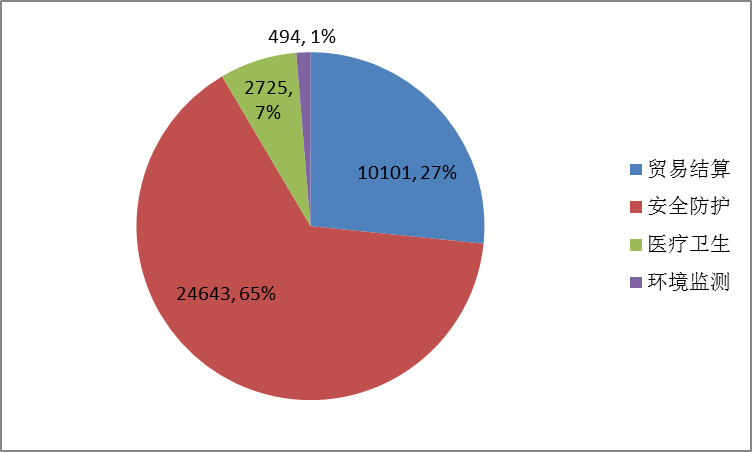 494, 1%
2725,
7%
10101, 27%
24643, 65%
贸易结算
安全防护
医疗卫生
环境监测